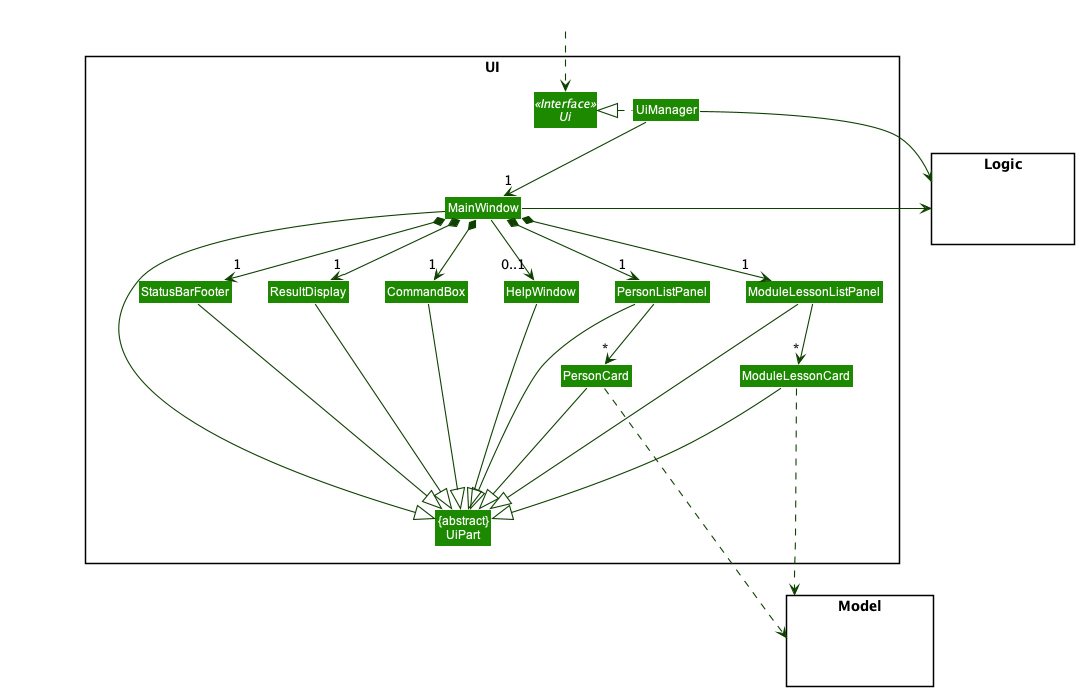 UI
«Interface»
Ui
UiManager
Logic
1
MainWindow
1
1
1
0..1
1
1
StatusBarFooter
ResultDisplay
CommandBox
HelpWindow
PersonListPanel
ModuleLessonListPanel
*
*
PersonCard
ModuleLessonCard
{abstract}
UiPart
Model